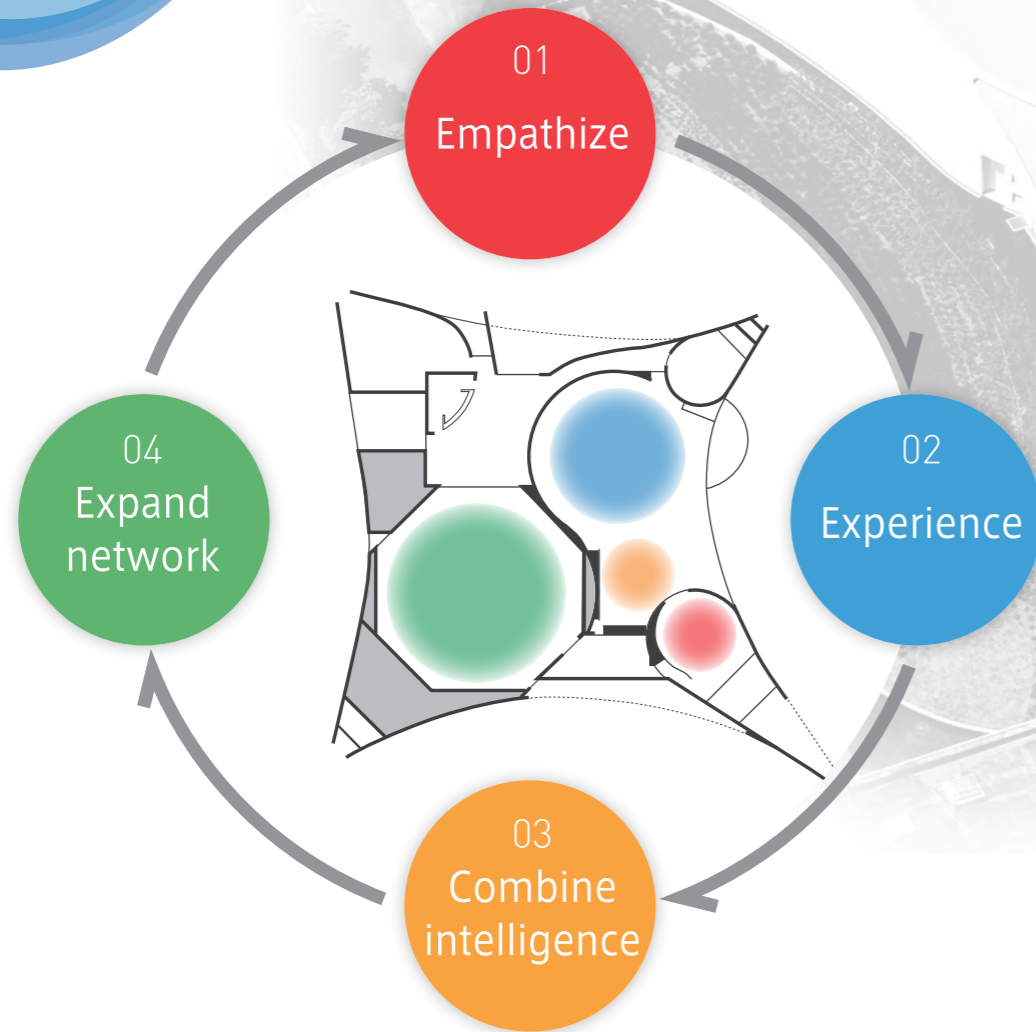 01
Empathize
02
Experience
03
Combine
intelligence
04
Expand
network